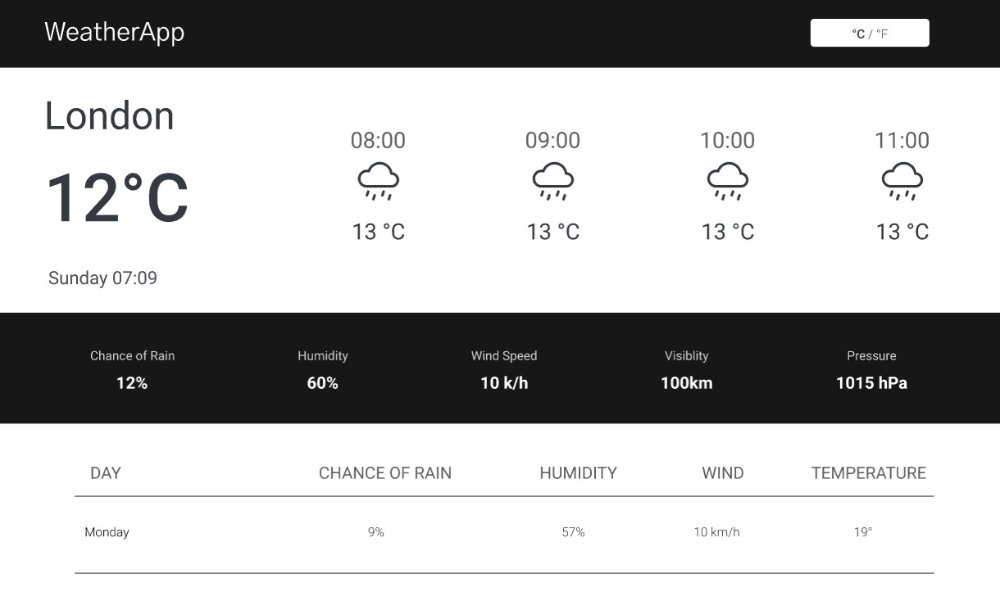 WeatherApp
°C / °F
London
12°C
Sunday 07:09
08:00 09:00 10:00 11:00
13 °C 13 °C 13 °C 13 °C
Chance of Rain Humidity Wind Speed Visiblity Pressure
12% 60% 10 k/h 100km 1015 hPa
DAY CHANCE OF RAIN HUMIDITY WIND TEMPERATURE
Monday 9% 57% 10 km/h 19°